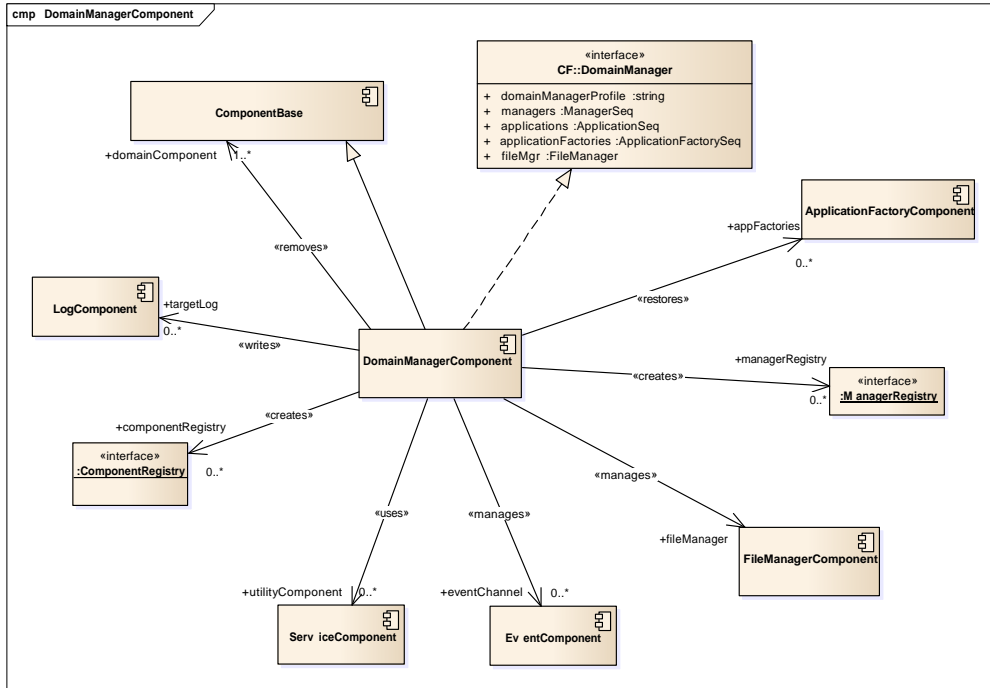 cmp DomainManagerComponent
«interface»
CF::DomainManager
+ domainManagerProfile :string
+ managers :ManagerSeq
+ applications :ApplicationSeq
+ applicationFactories :ApplicationFactorySeq
+ fileMgr :FileManager
ComponentBase
+domainComponent 1..*
ApplicationFactoryComponent
+appFactories
0..*
«removes»
«restores»
LogComponent
+targetLog
0..*
«writes»
DomainManagerComponent
+managerRegistry
«creates»
0..*
«interface»
:M anagerRegistry
«creates»
+componentRegistry
0..*
«interface»
:ComponentRegistry
«manages»
«uses»
«manages»
+fileManager
FileManagerComponent
+utilityComponent 0..*
+eventChannel 0..*
Serv iceComponent
Ev entComponent